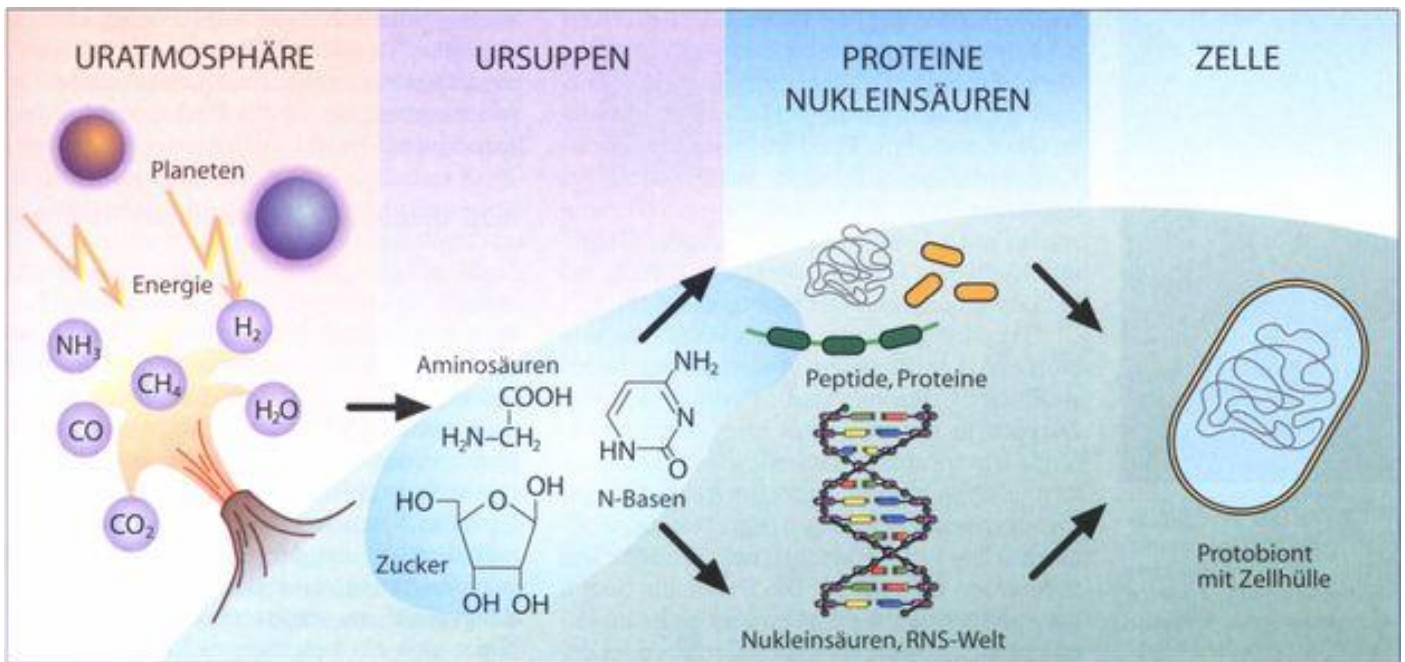 URATMOSPHÄRE
Planeten
Energie
H₂
NH₃
CH₄
H₂O
CO
CO₂
URSUPPEN
Aminosäuren
COOH
H₂N–CH₂
NH₂
N
HN
O
N-Basen
HO
O
OH
Zucker
OH OH
PROTEINE
NUKLEINSÄUREN
Peptide, Proteine
Nukleinsäuren, RNS-Welt
ZELLE
Protobiont
mit Zellhülle